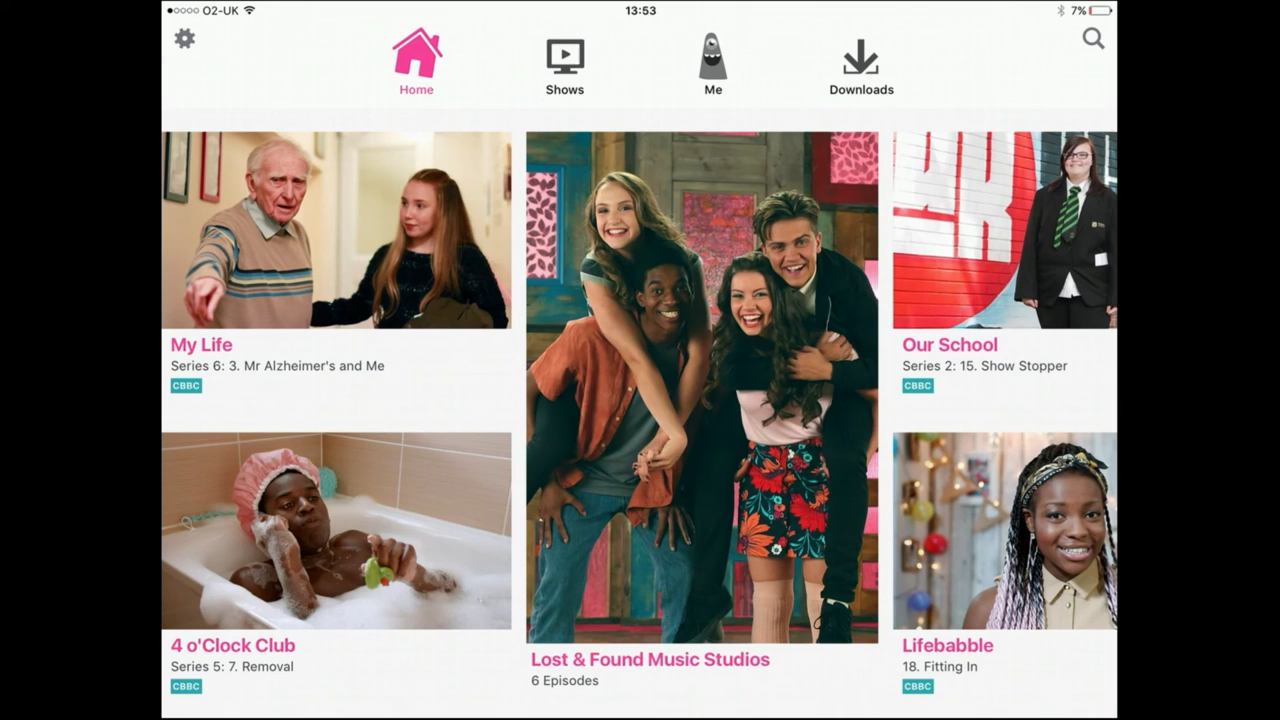 O2-UK
13:53
7%
Home
Shows
Me
Downloads
My Life
Series 6: 3. Mr Alzheimer's and Me
CBBC
Our School
Series 2: 15. Show Stopper
CBBC
4 o'Clock Club
Series 5: 7. Removal
CBBC
Lost & Found Music Studios
6 Episodes
Lifebabble
18. Fitting In
CBBC